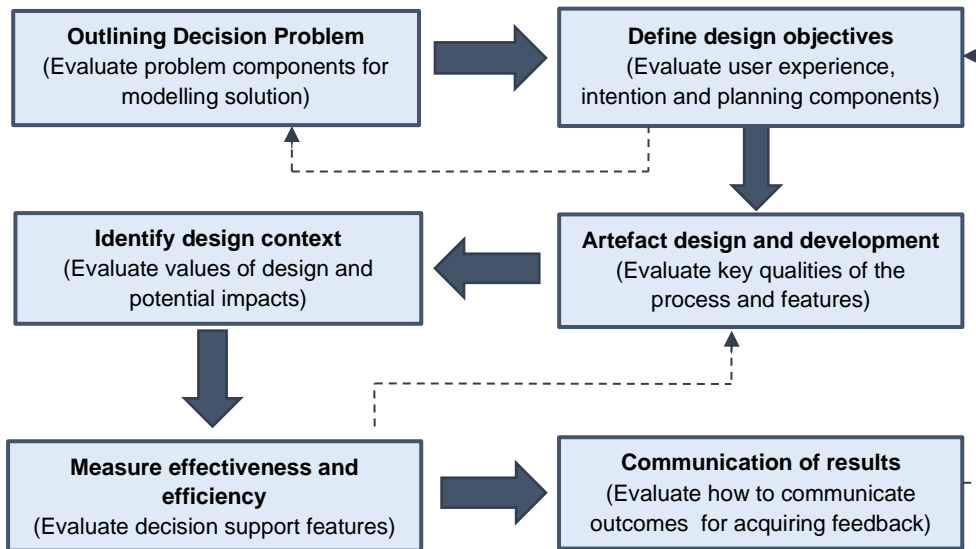 Outlining Decision Problem
(Evaluate problem components for
modelling solution)
Define design objectives
(Evaluate user experience,
intention and planning components)
Identify design context
(Evaluate values of design and
potential impacts)
Artefact design and development
(Evaluate key qualities of the
process and features)
Measure effectiveness and
efficiency
(Evaluate decision support features)
Communication of results
(Evaluate how to communicate
outcomes for acquiring feedback)